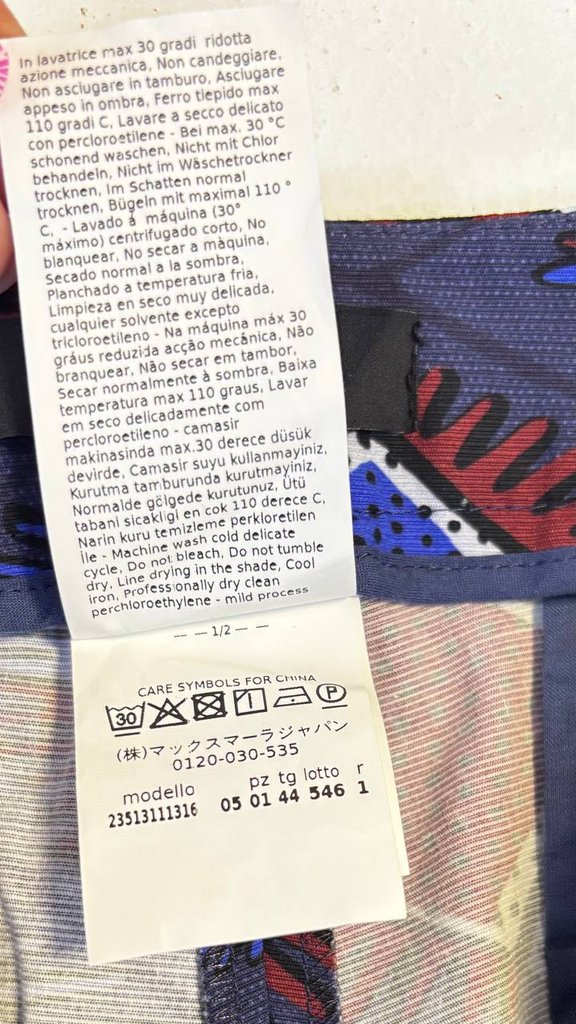 In lavatrice max 30 gradi ridotta
azione meccanica, Non candeggiare,
Non asciugare in tamburo, Asciugare
appeso in ombra, Ferro tiepido max
110 gradi C, Lavare a secco delicato
con percloroetilene - Bei max. 30 °C
schonend waschen, Nicht mit Chlor
behandeln, Nicht im Wäschetrockner
trocknen, Im Schatten normal
trocknen, Bügeln mit maximal 110 °
C, - Lavado á máquina (30°
máximo) centrifugado corto, No
blanquear, No secar a màquina,
Secado normal a la sombra,
Planchado a temperatura fria,
Limpieza en seco muy delicada,
cualquier solvente excepto
tricloroetileno - Na máquina máx 30
gráus reduzida acção mecânica, Não
branquear, Não secar em tambor,
Secar normalmente à sombra, Baixa
temperatura max 110 graus, Lavar
em seco delicadamente com
percloroetileno - camasir
makinasinda max.30 derece düsük
devirde, Camasir suyu kullanmayiniz,
Kurutma tamburunda kurutmayiniz,
Normalde gölgede kurutunuz, Ütü
tabani sicakligi en cok 110 derece C,
Narin kuru temizleme perkloretilen
İle - Machine wash cold delicate
cycle, Do not bleach, Do not tumble
dry, Line drying in the shade, Cool
iron, Professionally dry clean
perchloroethylene - mild process
-- — 1/2 — —
CARE SYMBOLS FOR CHINA
30 P
(株)マックスマーラジャパン
0120-030-535
modello pz tg lotto r
23513111316 05 01 44 546 1